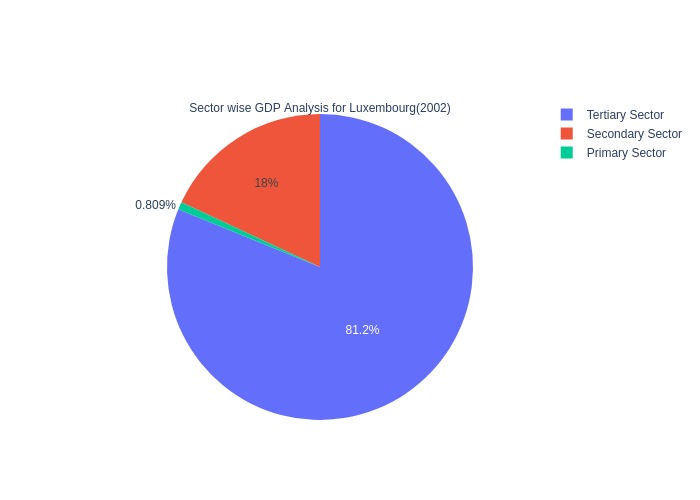 Sector wise GDP Analysis for Luxembourg(2002)
Tertiary Sector
Secondary Sector
Primary Sector
18%
0.809%
81.2%